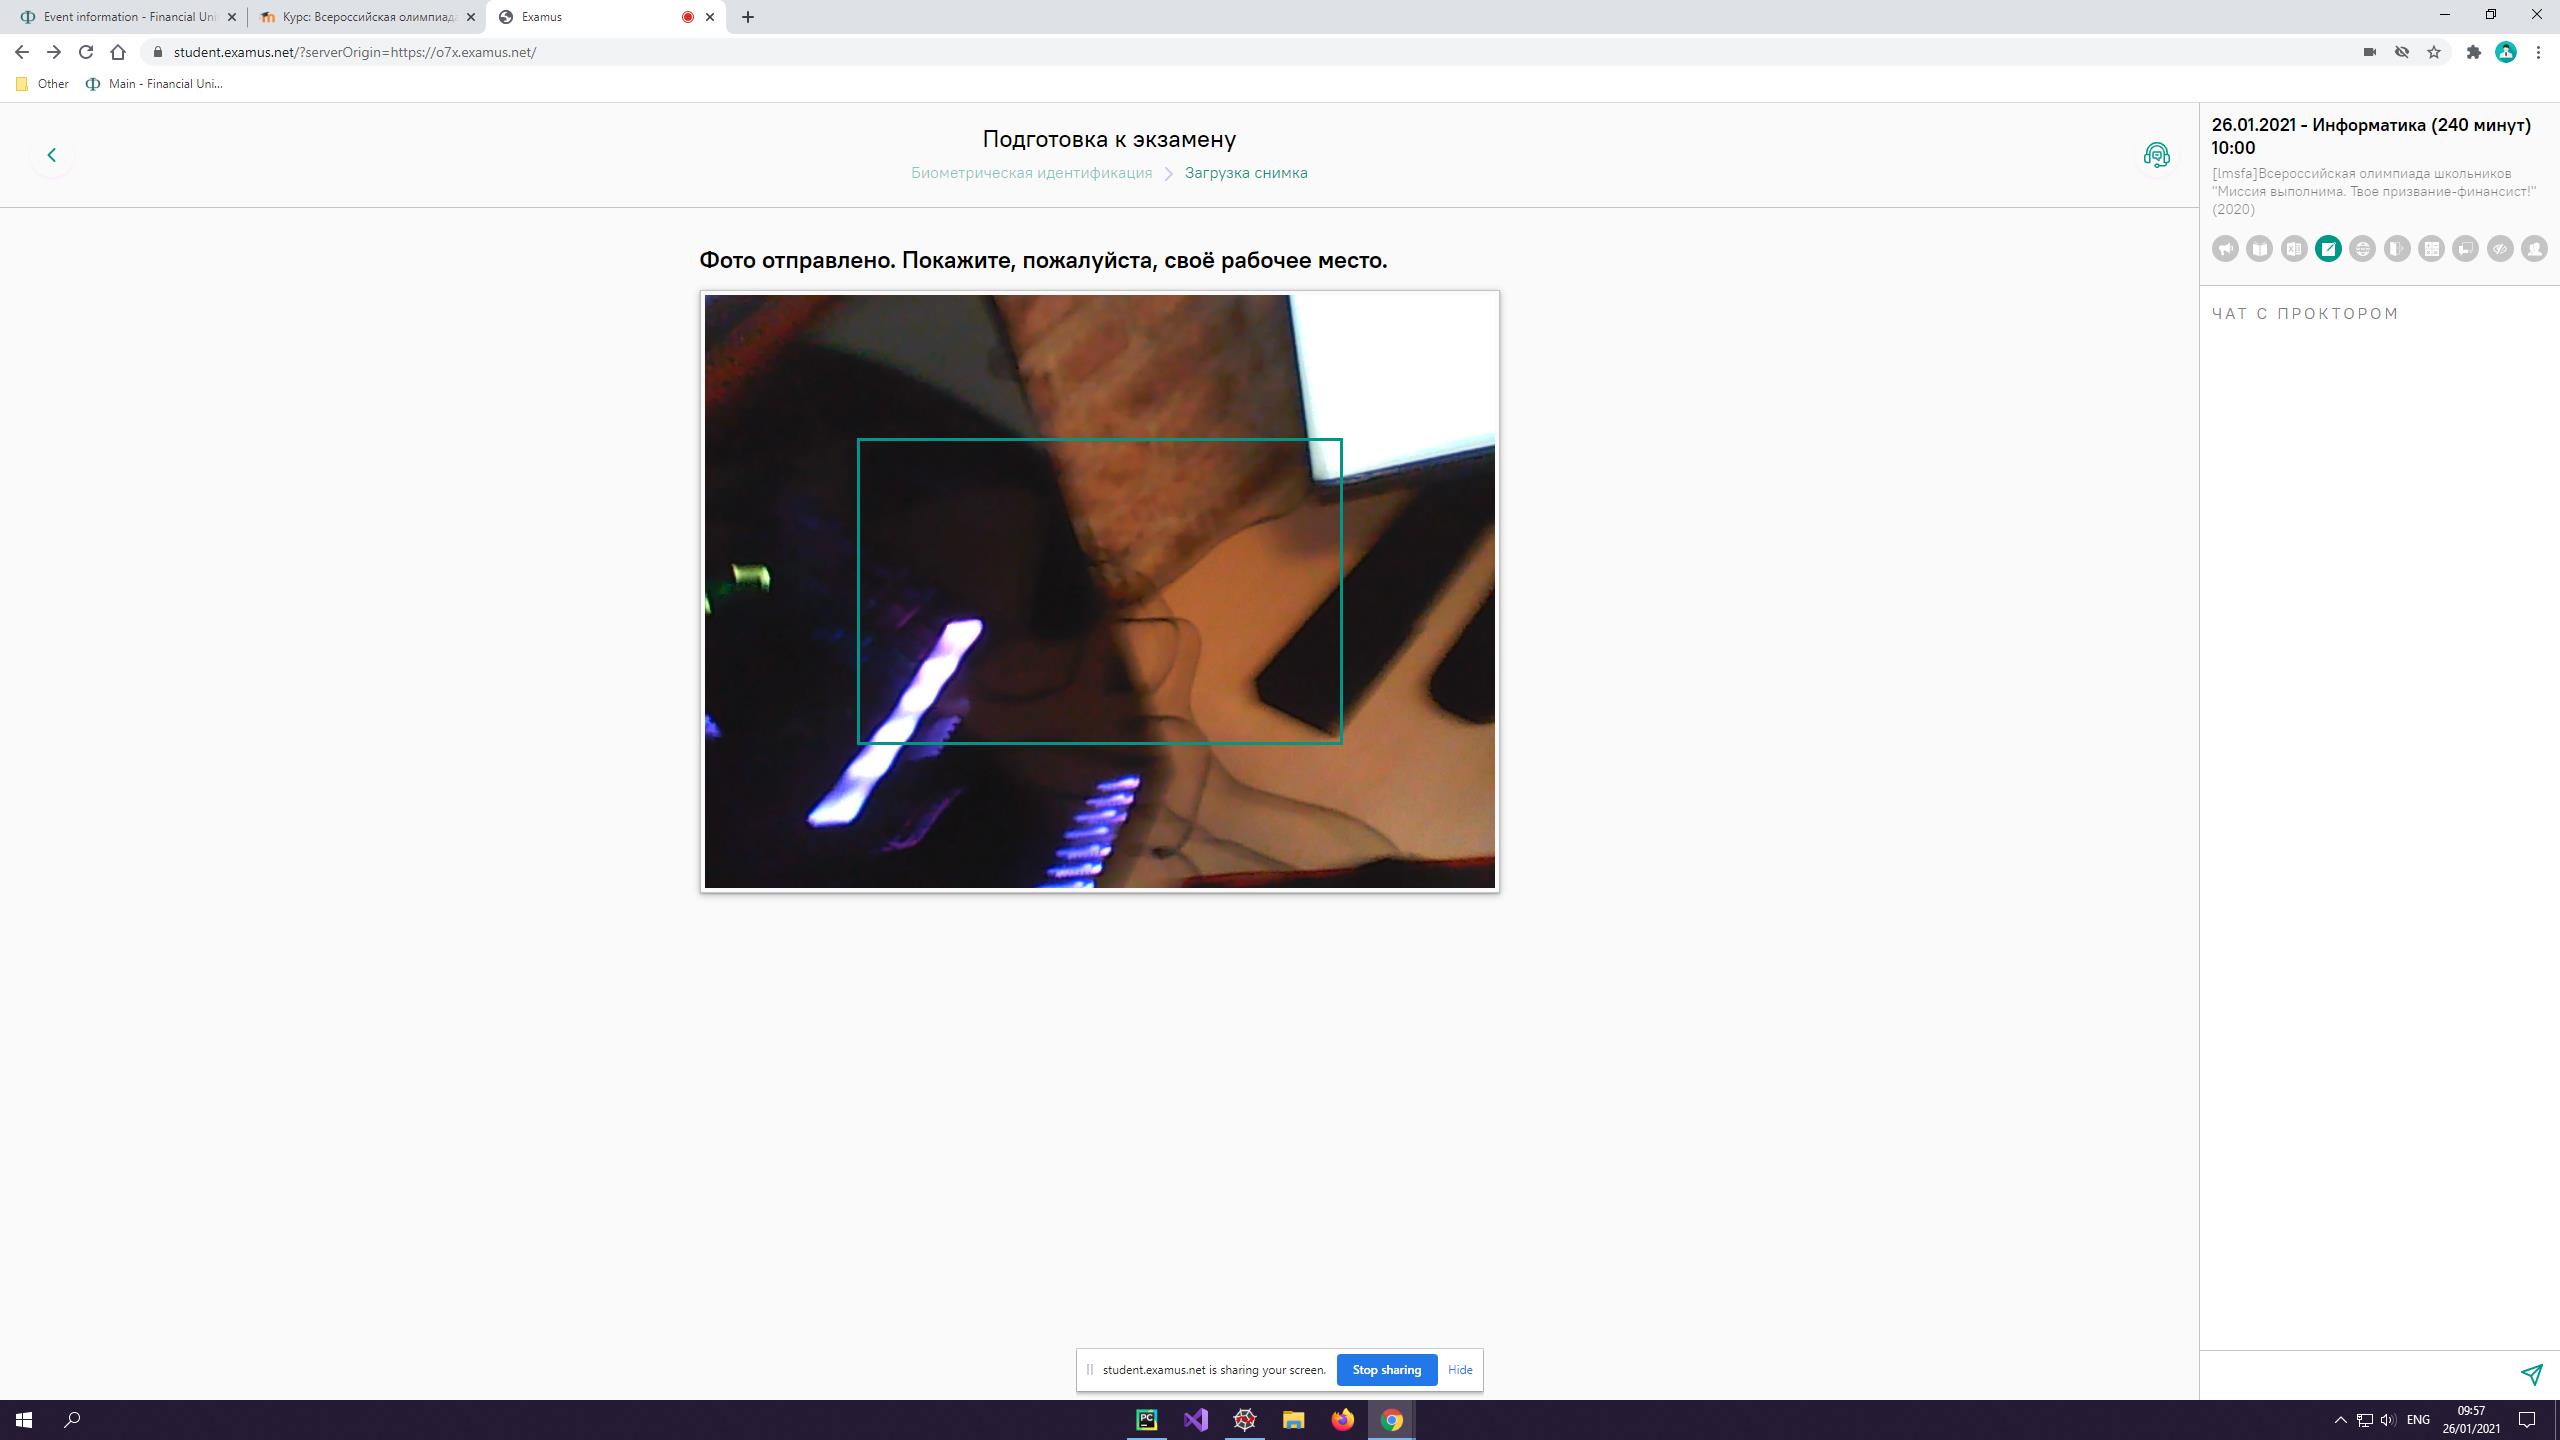 Event information - Financial Uni
Курс: Всероссийская олимпиада
Examus
student.examus.net/?serverOrigin=https://o7x.examus.net/
Other
Main - Financial Uni...
Подготовка к экзамену
Биометрическая идентификация
Загрузка снимка
Фото отправлено. Покажите, пожалуйста, своё рабочее место.
26.01.2021 - Информатика (240 минут)
10:00
[lmsfa]Всероссийская олимпиада школьников
"Миссия выполнима. Твое призвание-финансист!"
(2020)
ЧАТ С ПРОКТОРОМ
student.examus.net is sharing your screen.
Stop sharing
Hide
PC
ENG
09:57
26/01/2021